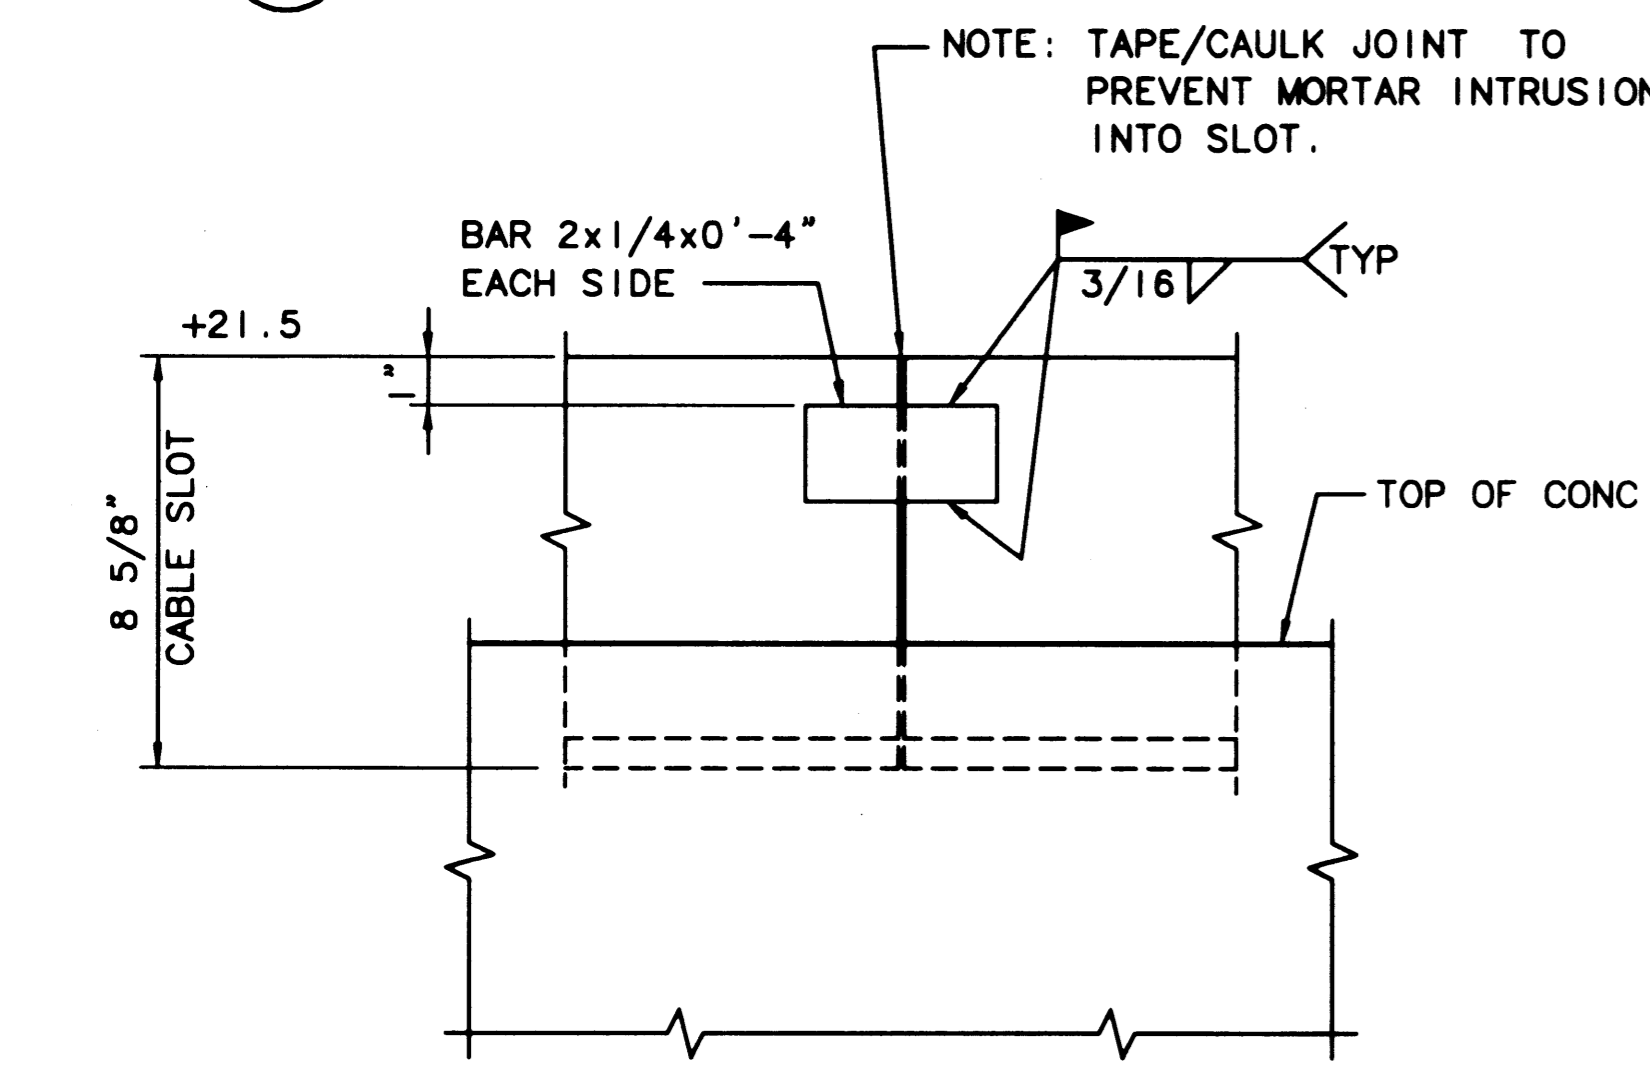 NOTE: TAPE/CAULK JOINT TO
PREVENT MORTAR INTRUSION
INTO SLOT.
BAR 2x1/4x0'-4"
EACH SIDE
3/16
TYP
+21.5
1"
8 5/8"
CABLE SLOT
TOP OF CONC